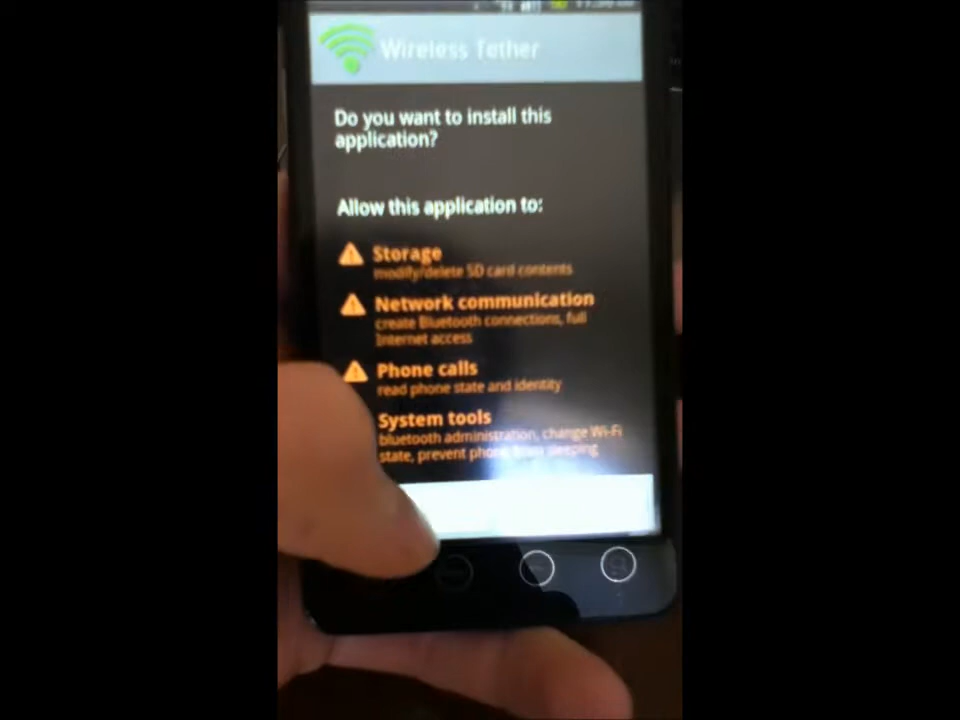 Wireless Tether
Do you want to install this
application?
Allow this application to:
Storage
modify/delete SD card contents
Network communication
create Bluetooth connections, full
Internet access
Phone calls
read phone state and identity
System tools
bluetooth administration, change Wi-Fi
state, prevent phone from sleeping